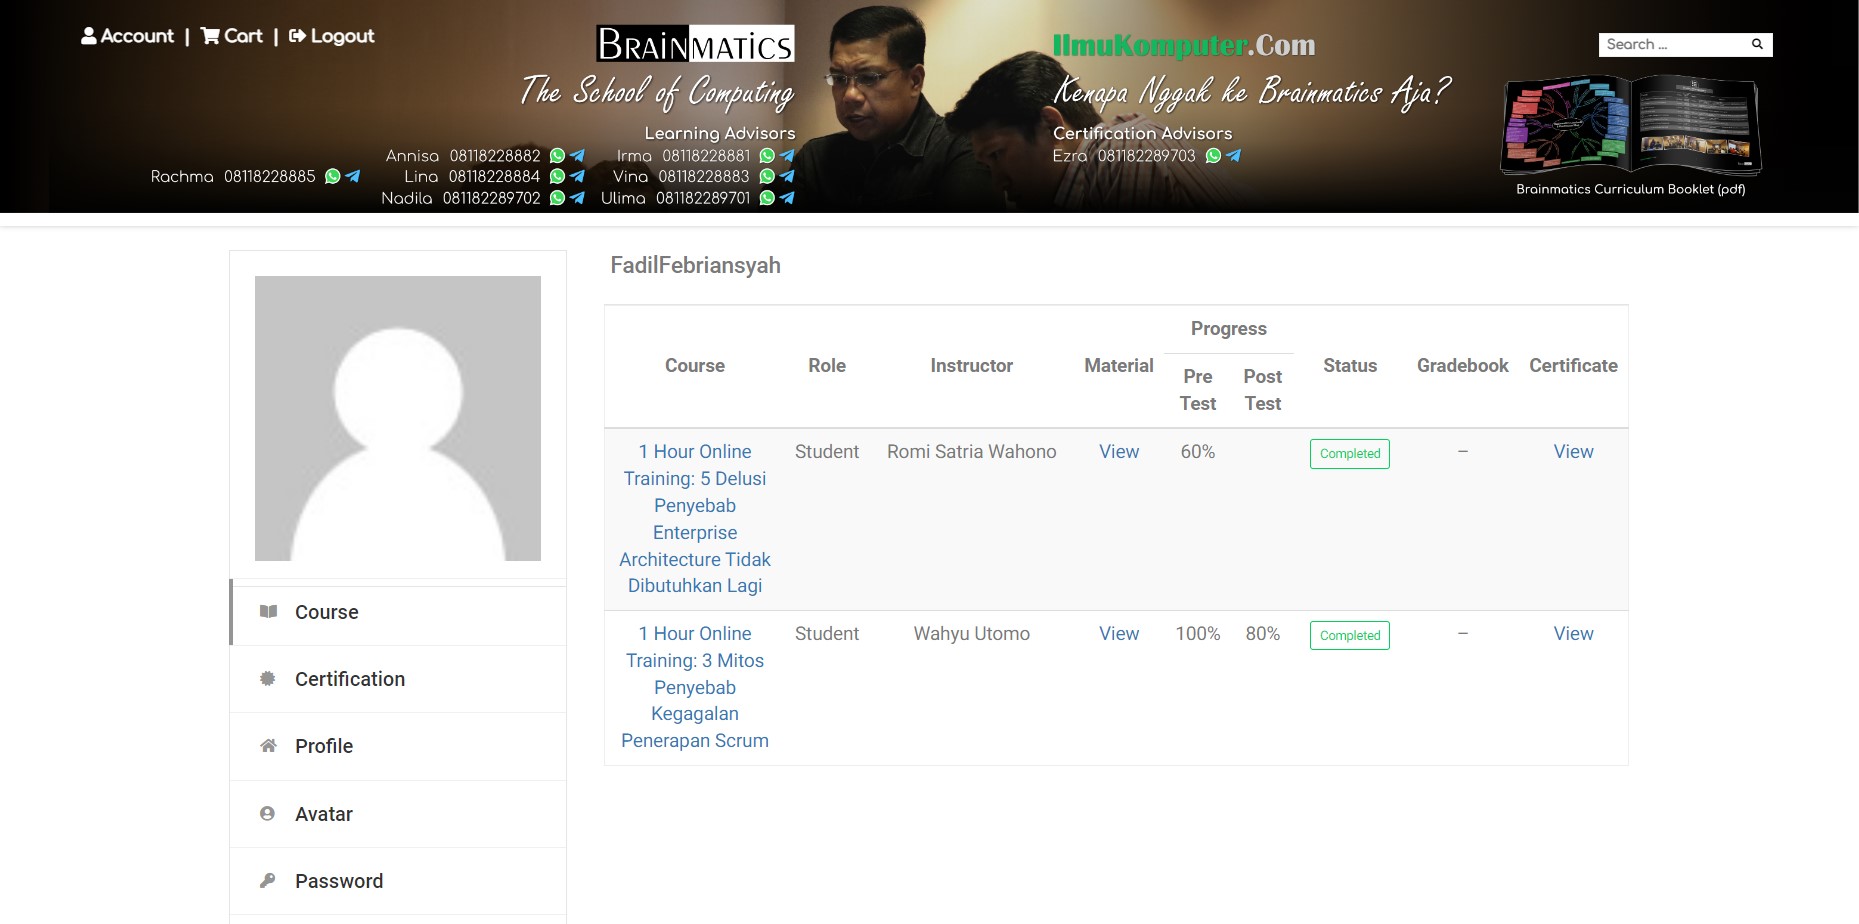 Account | Cart | Logout
BRAINMATICS
The School of Computing
Learning Advisors
Annisa 08118228882 Irma 08118228881
Rachma 08118228885 Lina 08118228884 Vina 08118228883
Nadila 081182289702 Ulima 081182289701
IlmuKomputer.Com
Kenapa Nggak ke Brainmatics Aja?
Certification Advisors
Ezra 081182289703
Search ...
Brainmatics Curriculum Booklet (pdf)
Course
Certification
Profile
Avatar
Password
FadilFebriansyah
Progress
Course Role Instructor Material Status Gradebook Certificate
Pre Post
Test Test
1 Hour Online Student Romi Satria Wahono View 60% Completed – View
Training: 5 Delusi
Penyebab
Enterprise
Architecture Tidak
Dibutuhkan Lagi
1 Hour Online Student Wahyu Utomo View 100% 80% Completed – View
Training: 3 Mitos
Penyebab
Kegagalan
Penerapan Scrum